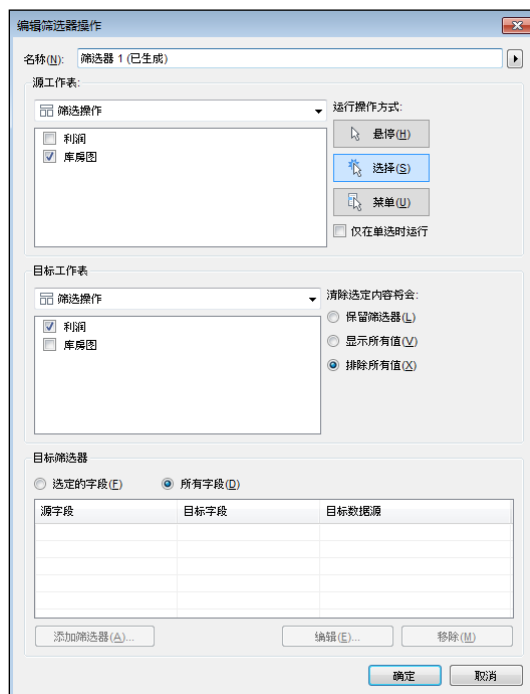 编辑筛选器操作
名称(N): 筛选器 1 (已生成)
源工作表:
筛选操作
利润
库房图
运行操作方式:
悬停(H)
选择(S)
菜单(U)
仅在单选时运行
目标工作表
筛选操作
利润
库房图
清除选定内容将会:
保留筛选器(L)
显示所有值(V)
排除所有值(X)
目标筛选器
选定的字段(F) 所有字段(D)
源字段 目标字段 目标数据源
添加筛选器(A)... 编辑(E)... 移除(M)
确定 取消